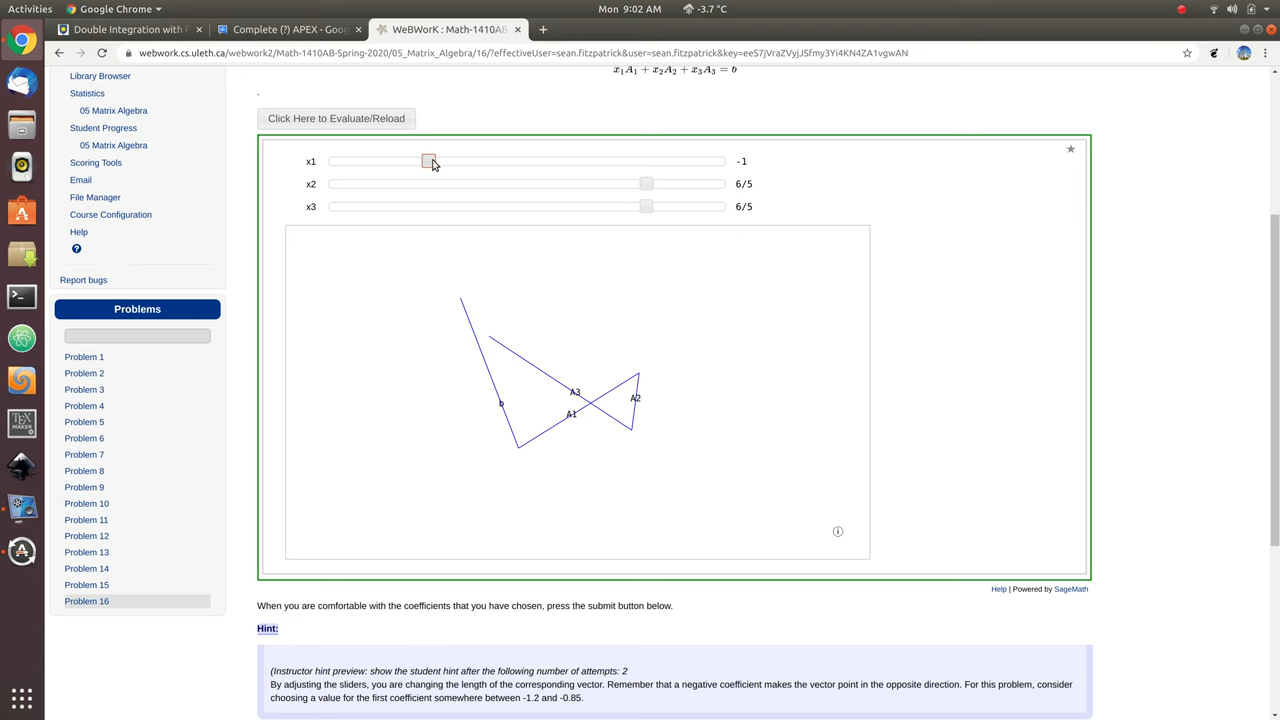 Google Chrome
Mon 9:02 AM
-3.7 °C
Double Integration with P
Complete (?) APEX - Goog
WeBWorK : Math-1410AB
webwork.cs.uleth.ca/webwork2/Math-1410AB-Spring-2020/05_Matrix_Algebra/16/?effectiveUser=sean.fitzpatrick&user=sean.fitzpatrick&key=eeS7jVraZVyjJSfmy3Yi4KN4ZA1vgwAN
x₁A₁ + x₂A₂ + x₃A₃ = b
.
Library Browser
Statistics
05 Matrix Algebra
Student Progress
05 Matrix Algebra
Scoring Tools
Email
File Manager
Course Configuration
Help
?
Report bugs
Problems
Problem 1
Problem 2
Problem 3
Problem 4
Problem 5
Problem 6
Problem 7
Problem 8
Problem 9
Problem 10
Problem 11
Problem 12
Problem 13
Problem 14
Problem 15
Problem 16
Click Here to Evaluate/Reload
x1 -1
x2 6/5
x3 6/5
A3
A2
b
A1
Help | Powered by SageMath
When you are comfortable with the coefficients that you have chosen, press the submit button below.
Hint:
(Instructor hint preview: show the student hint after the following number of attempts: 2
By adjusting the sliders, you are changing the length of the corresponding vector. Remember that a negative coefficient makes the vector point in the opposite direction. For this problem, consider
choosing a value for the first coefficient somewhere between -1.2 and -0.85.